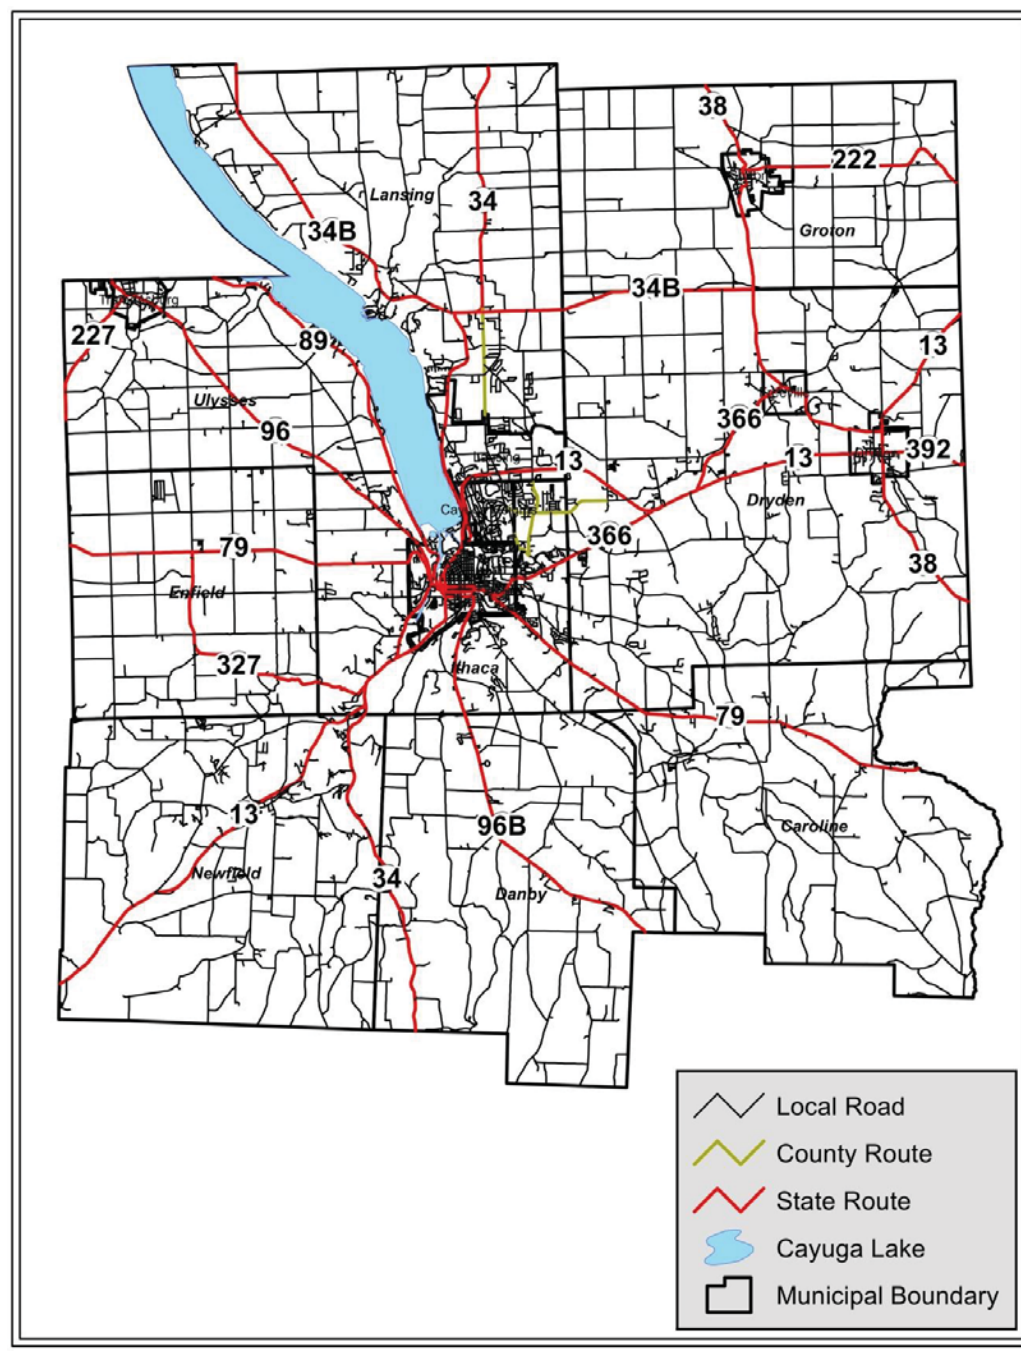 38
222
Lansing
34
34B
Groton
34B
227
89
13
Ulysses
366
96
392
13
13
Dryden
366
79
38
Enfield
327
Ithaca
79
13
96B
Caroline
Newfield
34
Danby
Local Road
County Route
State Route
Cayuga Lake
Municipal Boundary